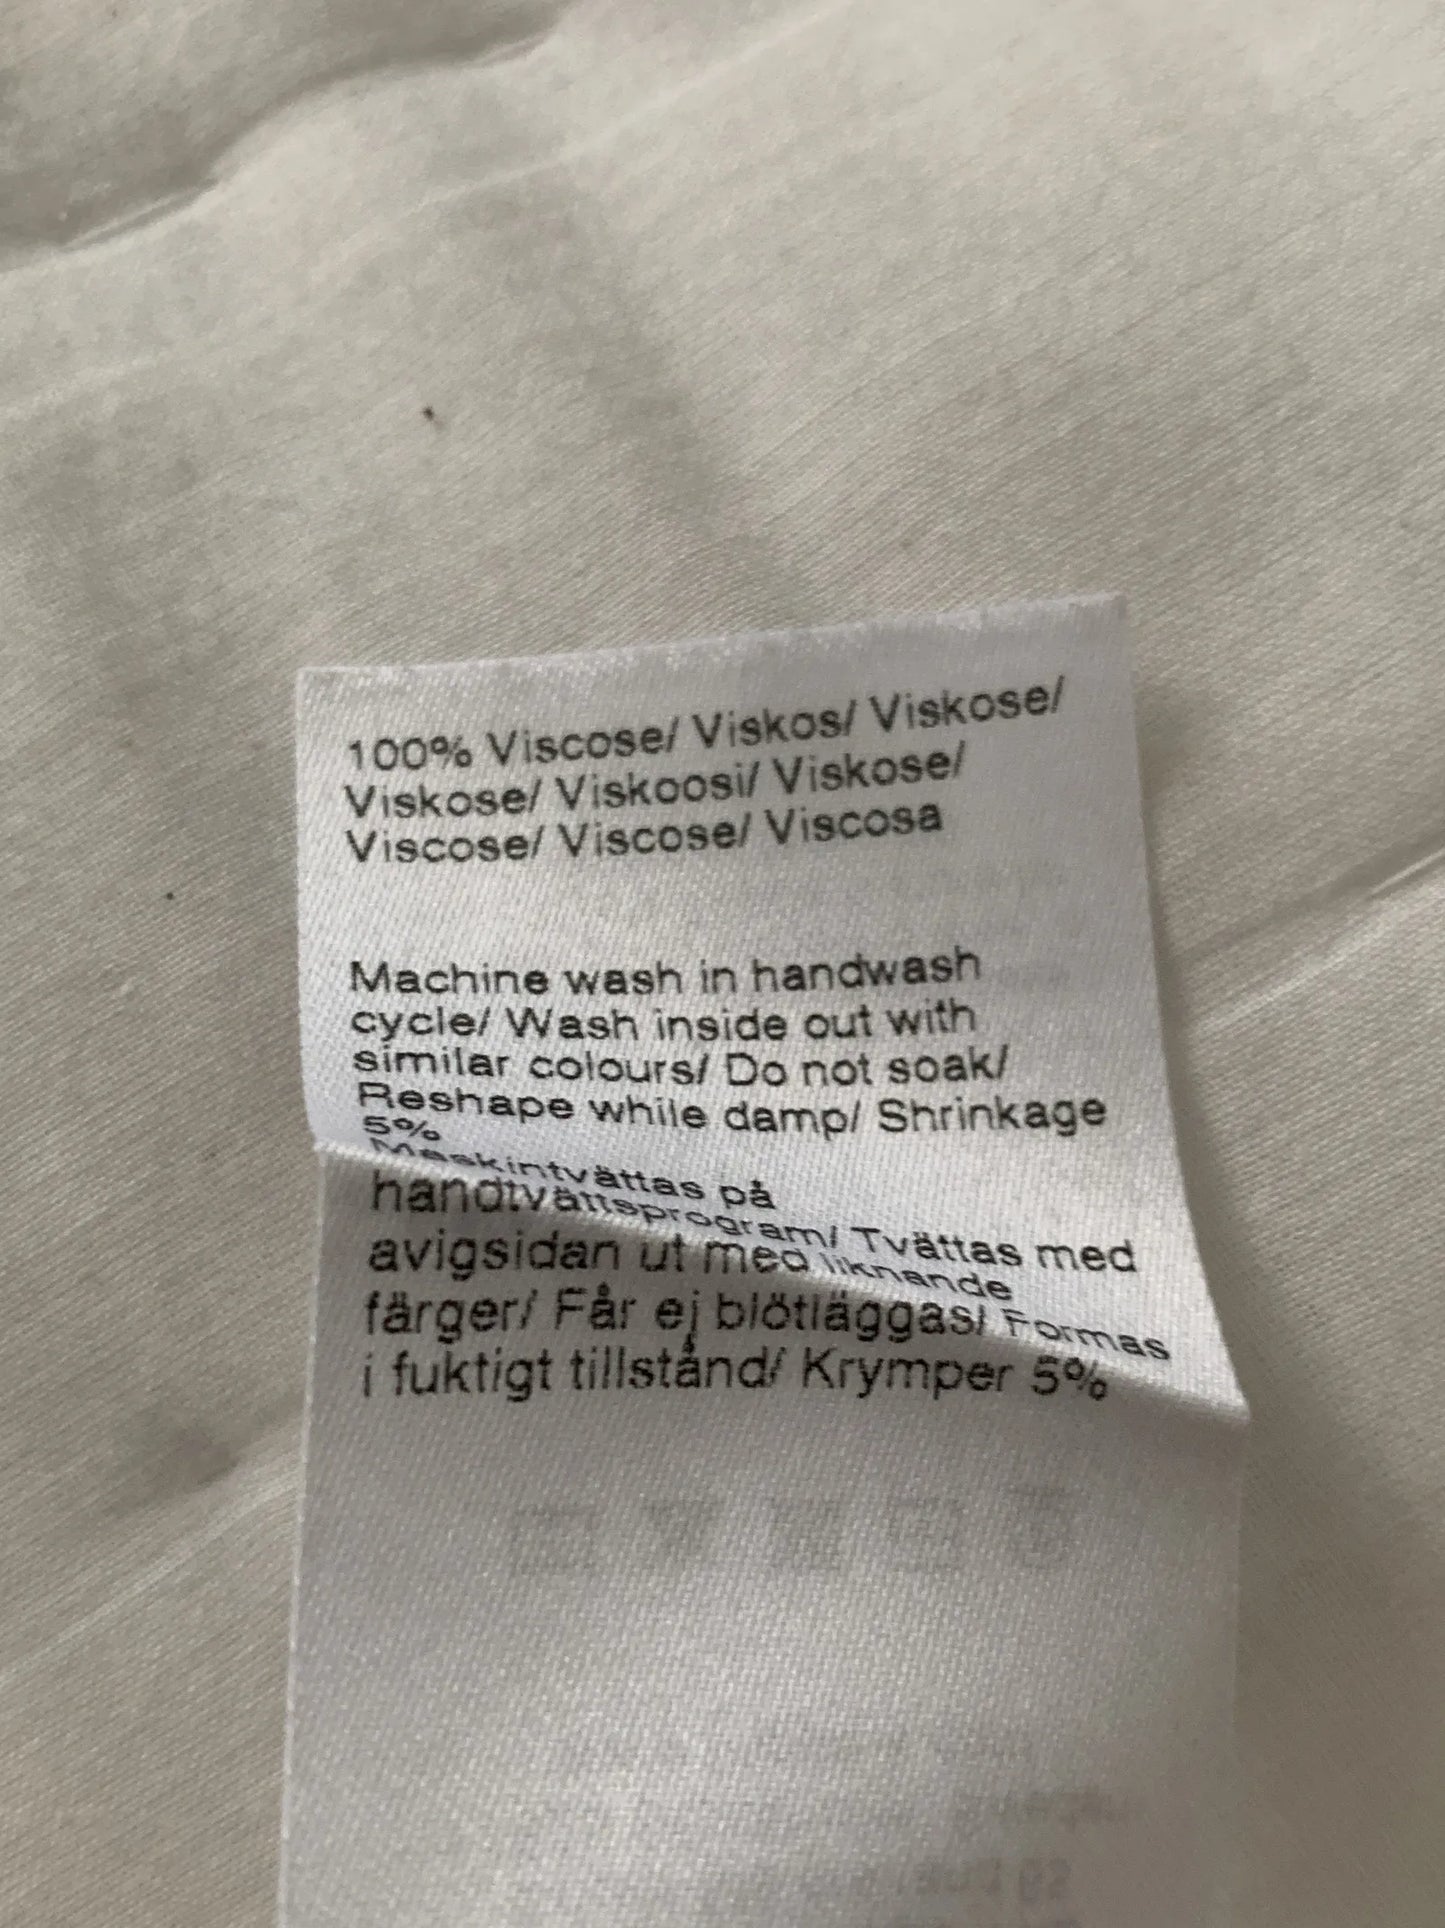 100% Viscose/ Viskos/ Viskose/
Viskose/ Viskoosi/ Viskose/
Viscose/ Viscose/ Viscosa
Machine wash in handwash
cycle/ Wash inside out with
similar colours/ Do not soak/
Reshape while damp/ Shrinkage
5%
Maskintvättas på
handtvättsprogram/ Tvättas med
avigsidan ut med liknande
färger/ Får ej blötläggas/ Formas
i fuktigt tillstånd/ Krymper 5%